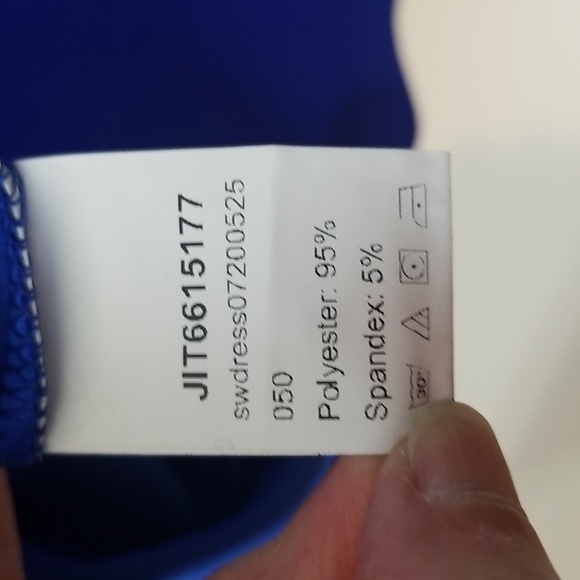 JIT6615177
swdress07200525
050
Polyester: 95%
Spandex: 5%
30°